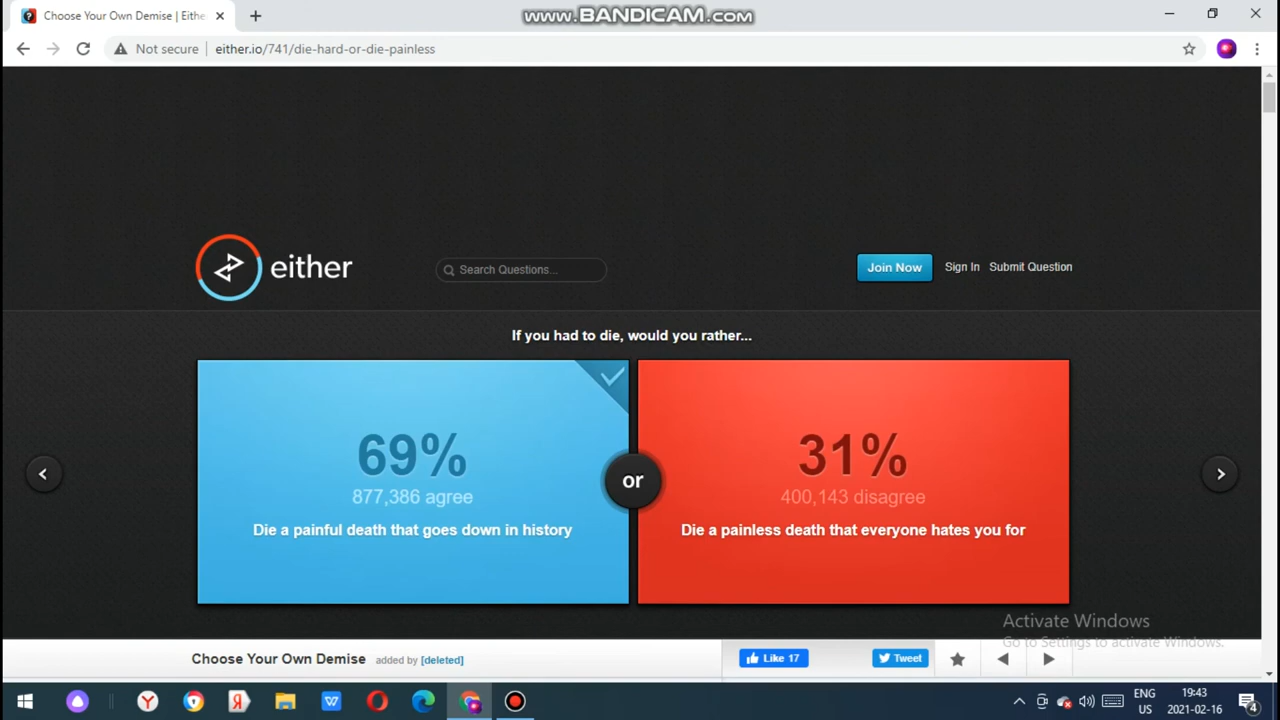 Choose Your Own Demise | Eithe
www.BANDICAM.com
Not secure
either.io/741/die-hard-or-die-painless
either
Search Questions...
Join Now
Sign In
Submit Question
If you had to die, would you rather...
69%
877,386 agree
Die a painful death that goes down in history
or
31%
400,143 disagree
Die a painless death that everyone hates you for
Activate Windows
Go to Settings to activate Windows.
Choose Your Own Demise added by [deleted]
Like 17
Tweet
ENG
US
19:43
2021-02-16
4